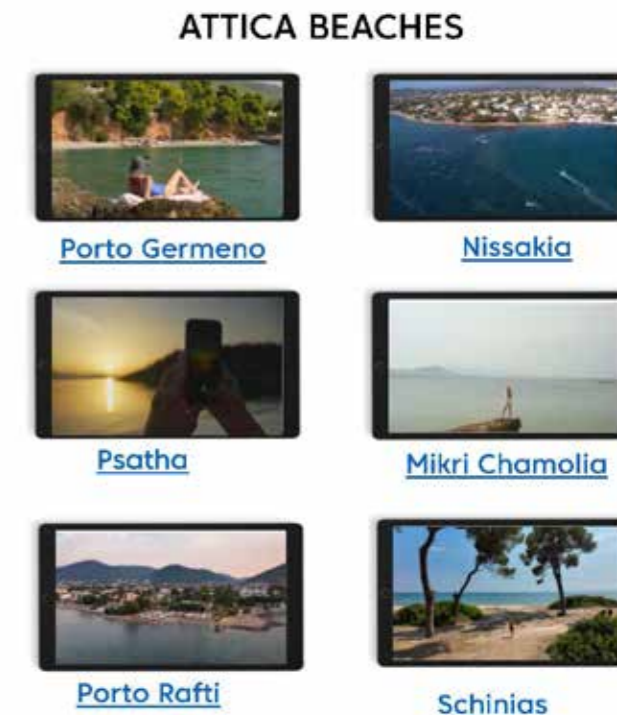 ATTICA BEACHES
Porto Germeno
Nissakia
Psatha
Mikri Chamolia
Porto Rafti
Schinias